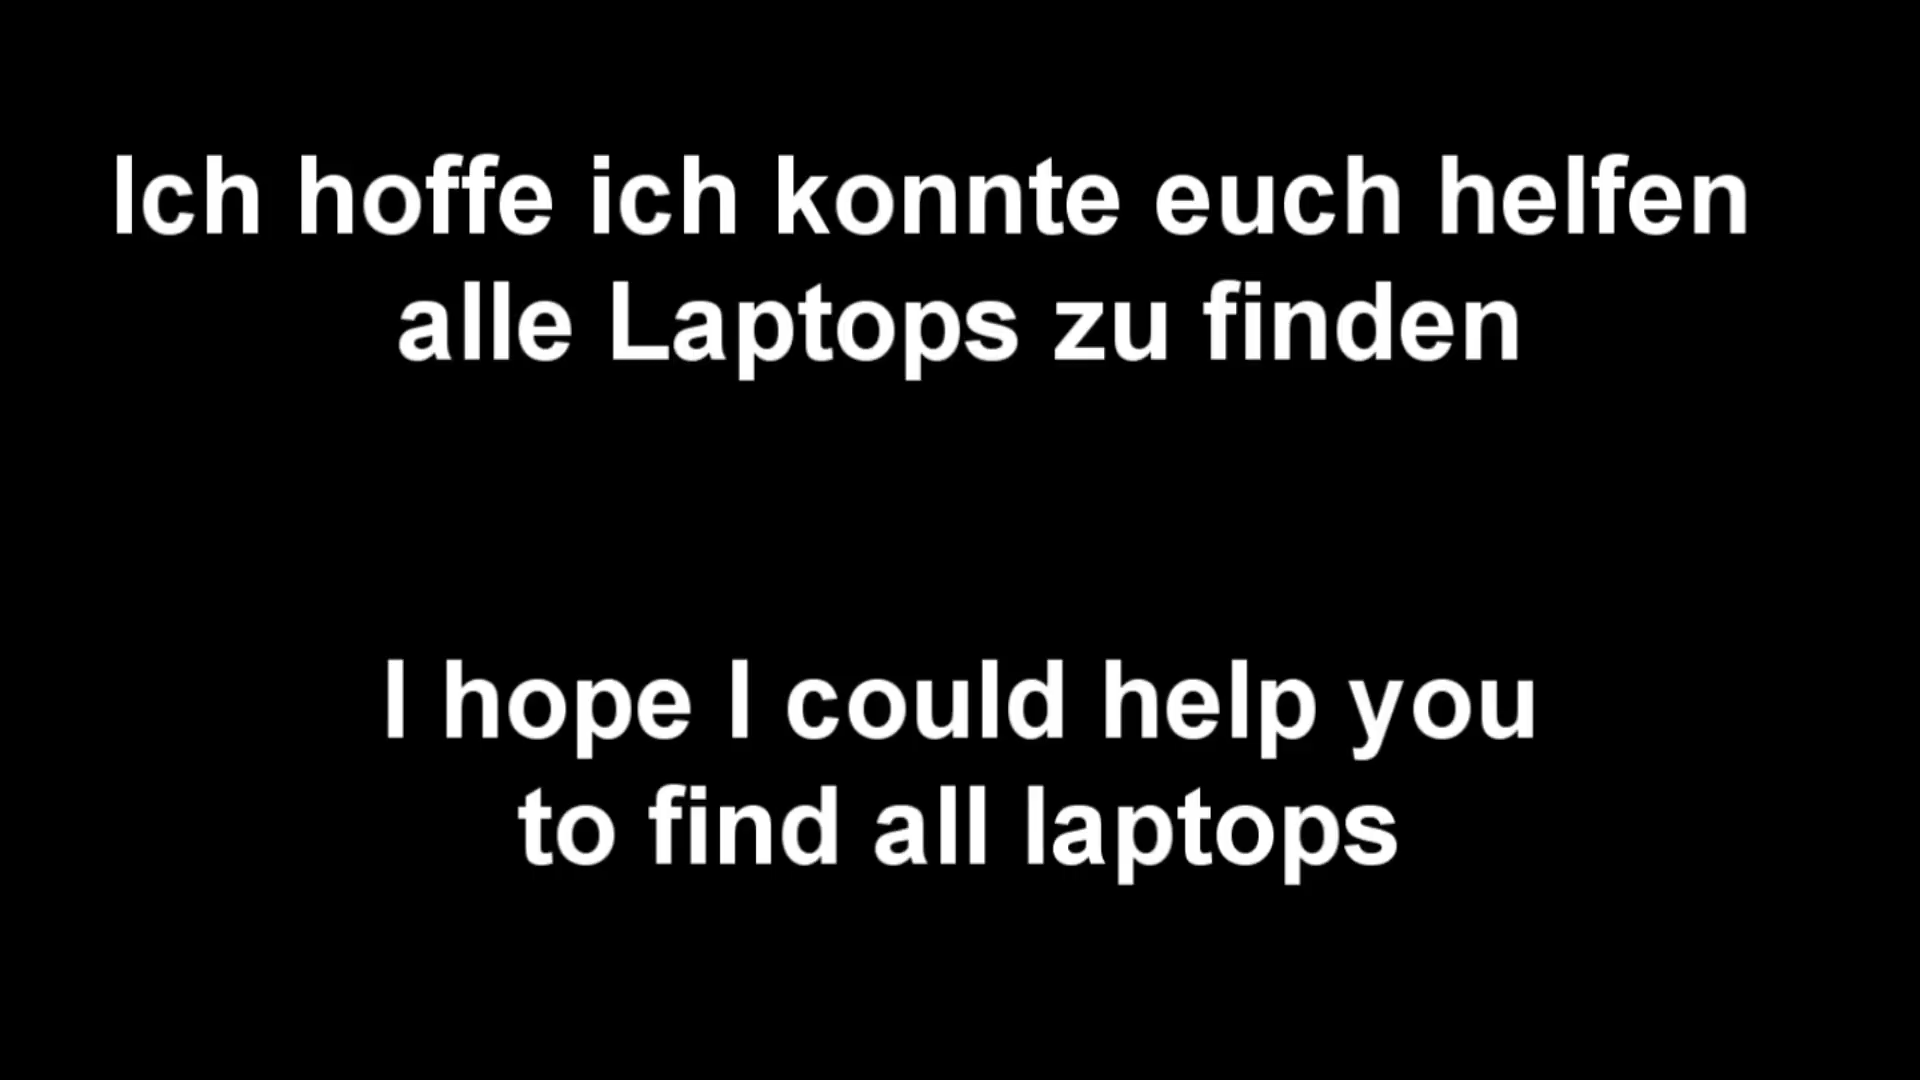 Ich hoffe ich konnte euch helfen
alle Laptops zu finden
I hope I could help you
to find all laptops